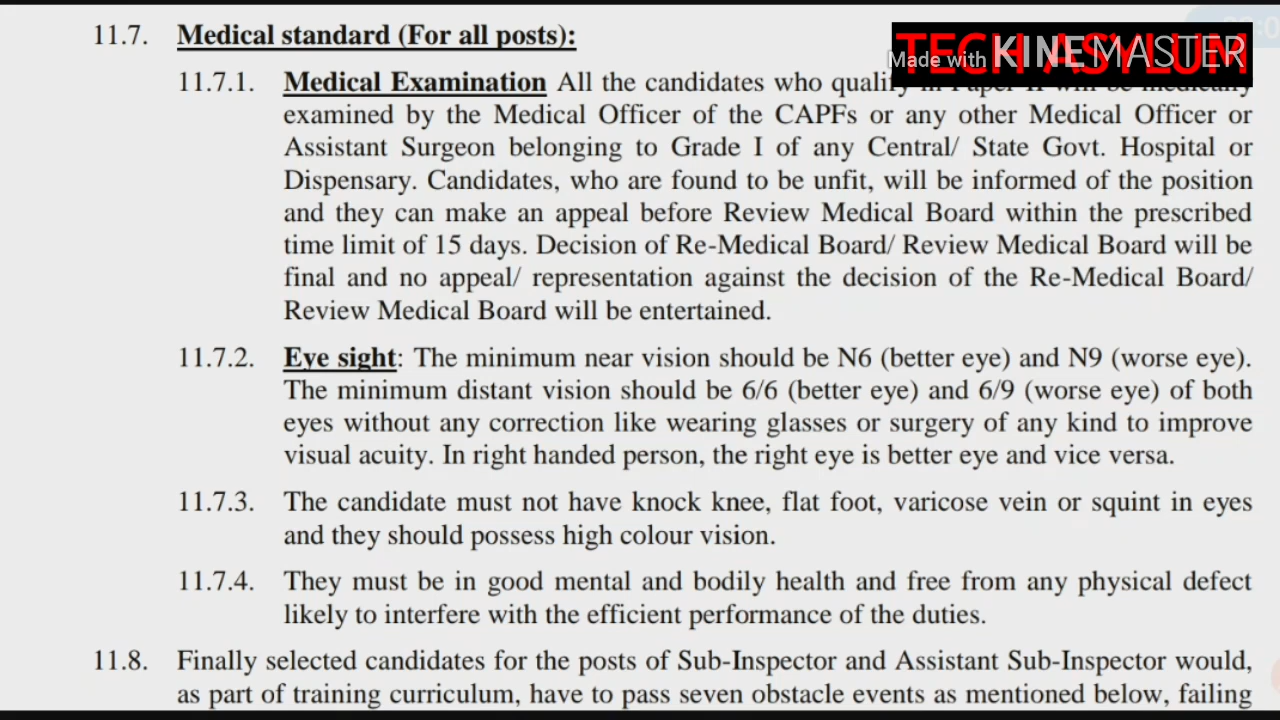 11.7. Medical standard (For all posts):
TECH ASYLUM
Made with KINEMASTER
11.7.1. Medical Examination All the candidates who qualify in Paper II will be medically
examined by the Medical Officer of the CAPFs or any other Medical Officer or
Assistant Surgeon belonging to Grade I of any Central/ State Govt. Hospital or
Dispensary. Candidates, who are found to be unfit, will be informed of the position
and they can make an appeal before Review Medical Board within the prescribed
time limit of 15 days. Decision of Re-Medical Board/ Review Medical Board will be
final and no appeal/ representation against the decision of the Re-Medical Board/
Review Medical Board will be entertained.
11.7.2. Eye sight: The minimum near vision should be N6 (better eye) and N9 (worse eye).
The minimum distant vision should be 6/6 (better eye) and 6/9 (worse eye) of both
eyes without any correction like wearing glasses or surgery of any kind to improve
visual acuity. In right handed person, the right eye is better eye and vice versa.
11.7.3. The candidate must not have knock knee, flat foot, varicose vein or squint in eyes
and they should possess high colour vision.
11.7.4. They must be in good mental and bodily health and free from any physical defect
likely to interfere with the efficient performance of the duties.
11.8. Finally selected candidates for the posts of Sub-Inspector and Assistant Sub-Inspector would,
as part of training curriculum, have to pass seven obstacle events as mentioned below, failing